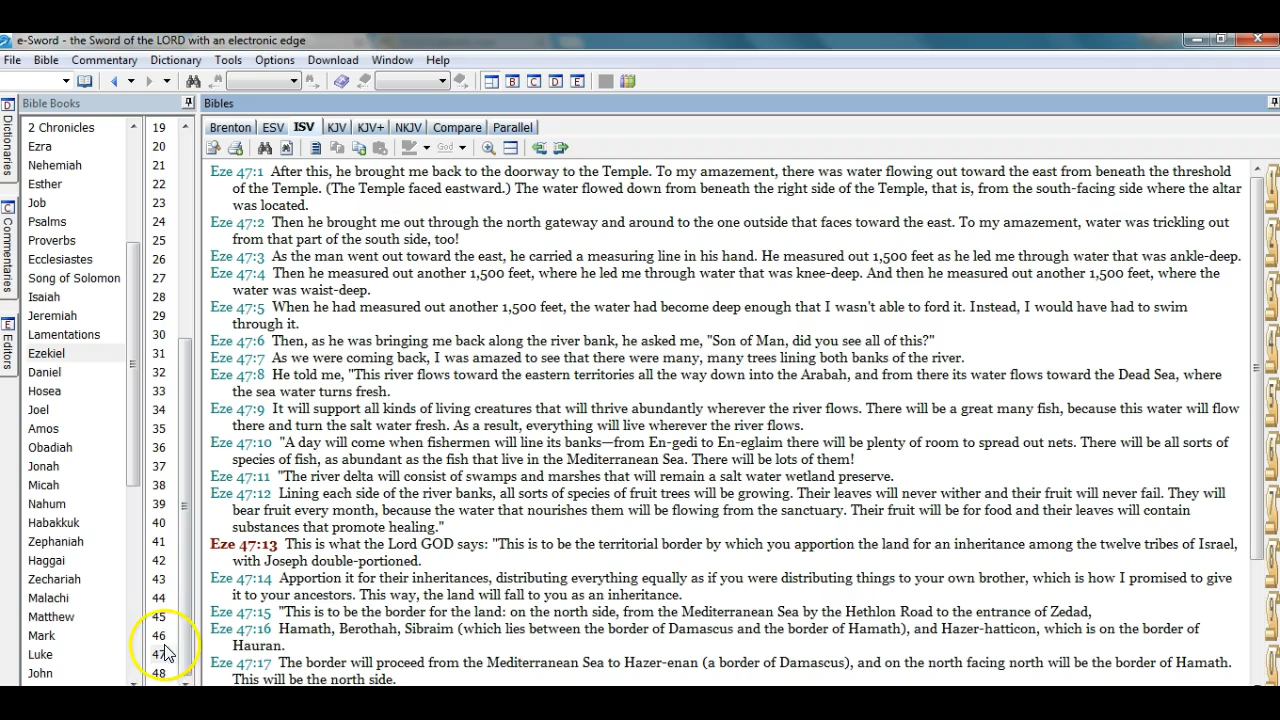 e-Sword - the Sword of the LORD with an electronic edge
File Bible Commentary Dictionary Tools Options Download Window Help
B C D E
Bible Books
Bibles
D Dictionaries
C Commentaries
E Editors
2 Chronicles
Ezra
Nehemiah
Esther
Job
Psalms
Proverbs
Ecclesiastes
Song of Solomon
Isaiah
Jeremiah
Lamentations
Ezekiel
Daniel
Hosea
Joel
Amos
Obadiah
Jonah
Micah
Nahum
Habakkuk
Zephaniah
Haggai
Zechariah
Malachi
Matthew
Mark
Luke
John
19
20
21
22
23
24
25
26
27
28
29
30
31
32
33
34
35
36
37
38
39
40
41
42
43
44
45
46
47
48
Brenton ESV ISV KJV KJV+ NKJV Compare Parallel
God
Eze 47:1 After this, he brought me back to the doorway to the Temple. To my amazement, there was water flowing out toward the east from beneath the threshold
of the Temple. (The Temple faced eastward.) The water flowed down from beneath the right side of the Temple, that is, from the south-facing side where the altar
was located.
Eze 47:2 Then he brought me out through the north gateway and around to the one outside that faces toward the east. To my amazement, water was trickling out
from that part of the south side, too!
Eze 47:3 As the man went out toward the east, he carried a measuring line in his hand. He measured out 1,500 feet as he led me through water that was ankle-deep.
Eze 47:4 Then he measured out another 1,500 feet, where he led me through water that was knee-deep. And then he measured out another 1,500 feet, where the
water was waist-deep.
Eze 47:5 When he had measured out another 1,500 feet, the water had become deep enough that I wasn't able to ford it. Instead, I would have had to swim
through it.
Eze 47:6 Then, as he was bringing me back along the river bank, he asked me, "Son of Man, did you see all of this?"
Eze 47:7 As we were coming back, I was amazed to see that there were many, many trees lining both banks of the river.
Eze 47:8 He told me, "This river flows toward the eastern territories all the way down into the Arabah, and from there its water flows toward the Dead Sea, where
the sea water turns fresh.
Eze 47:9 It will support all kinds of living creatures that will thrive abundantly wherever the river flows. There will be a great many fish, because this water will flow
there and turn the salt water fresh. As a result, everything will live wherever the river flows.
Eze 47:10 "A day will come when fishermen will line its banks—from En-gedi to En-eglaim there will be plenty of room to spread out nets. There will be all sorts of
species of fish, as abundant as the fish that live in the Mediterranean Sea. There will be lots of them!
Eze 47:11 "The river delta will consist of swamps and marshes that will remain a salt water wetland preserve.
Eze 47:12 Lining each side of the river banks, all sorts of species of fruit trees will be growing. Their leaves will never wither and their fruit will never fail. They will
bear fruit every month, because the water that nourishes them will be flowing from the sanctuary. Their fruit will be for food and their leaves will contain
substances that promote healing."
Eze 47:13 This is what the Lord GOD says: "This is to be the territorial border by which you apportion the land for an inheritance among the twelve tribes of Israel,
with Joseph double-portioned.
Eze 47:14 Apportion it for their inheritances, distributing everything equally as if you were distributing things to your own brother, which is how I promised to give
it to your ancestors. This way, the land will fall to you as an inheritance.
Eze 47:15 "This is to be the border for the land: on the north side, from the Mediterranean Sea by the Hethlon Road to the entrance of Zedad,
Eze 47:16 Hamath, Berothah, Sibraim (which lies between the border of Damascus and the border of Hamath), and Hazer-hatticon, which is on the border of
Hauran.
Eze 47:17 The border will proceed from the Mediterranean Sea to Hazer-enan (a border of Damascus), and on the north facing north will be the border of Hamath.
This will be the north side.